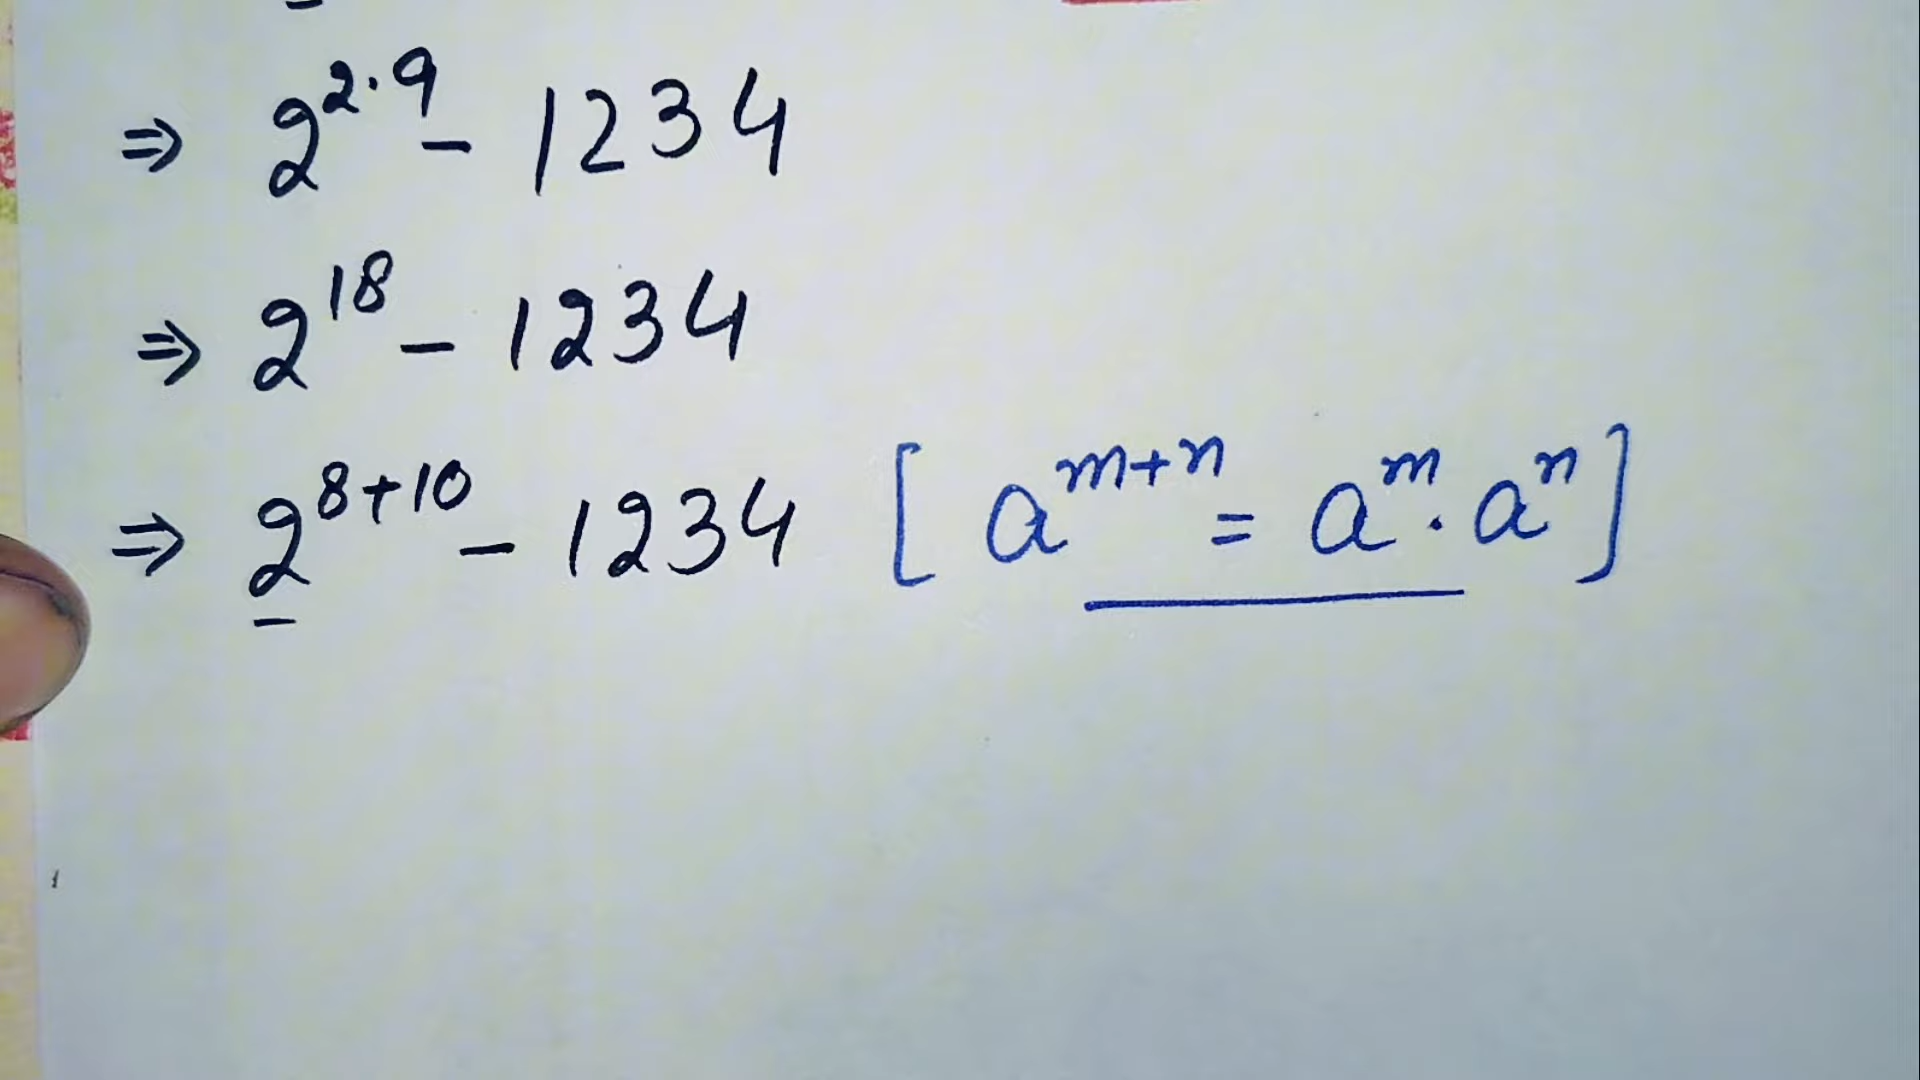 ⇒ 2^{2·9} - 1234
⇒ 2^{18} - 1234
⇒ 2^{8+10} - 1234 [a^{m+n} = a^m · a^n]